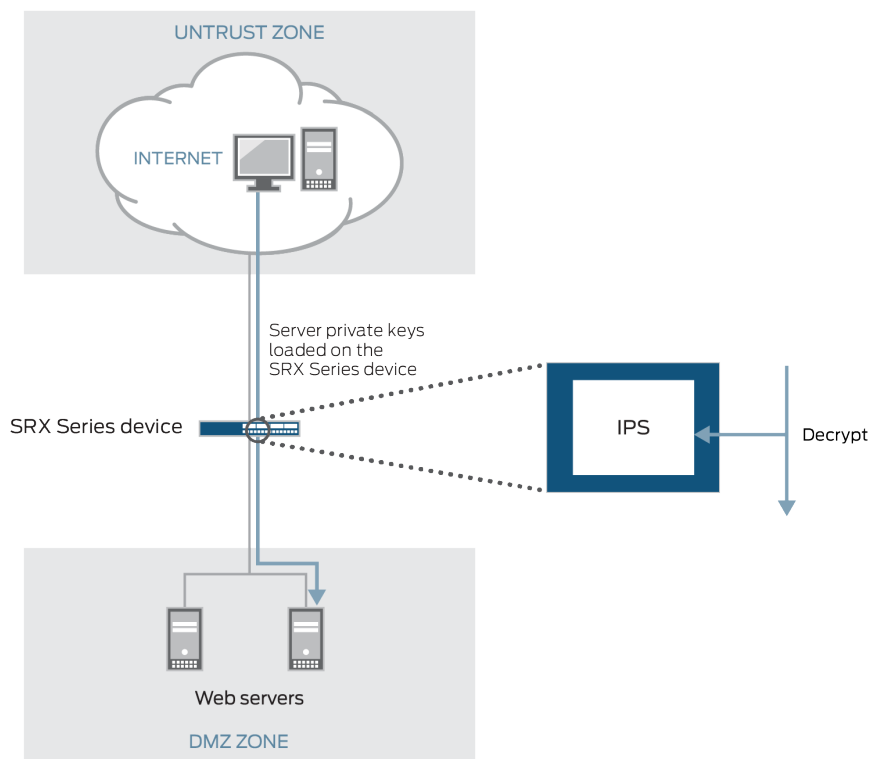 UNTRUST ZONE
INTERNET
Server private keys
loaded on the
SRX Series device
SRX Series device
IPS
Decrypt
Web servers
DMZ ZONE